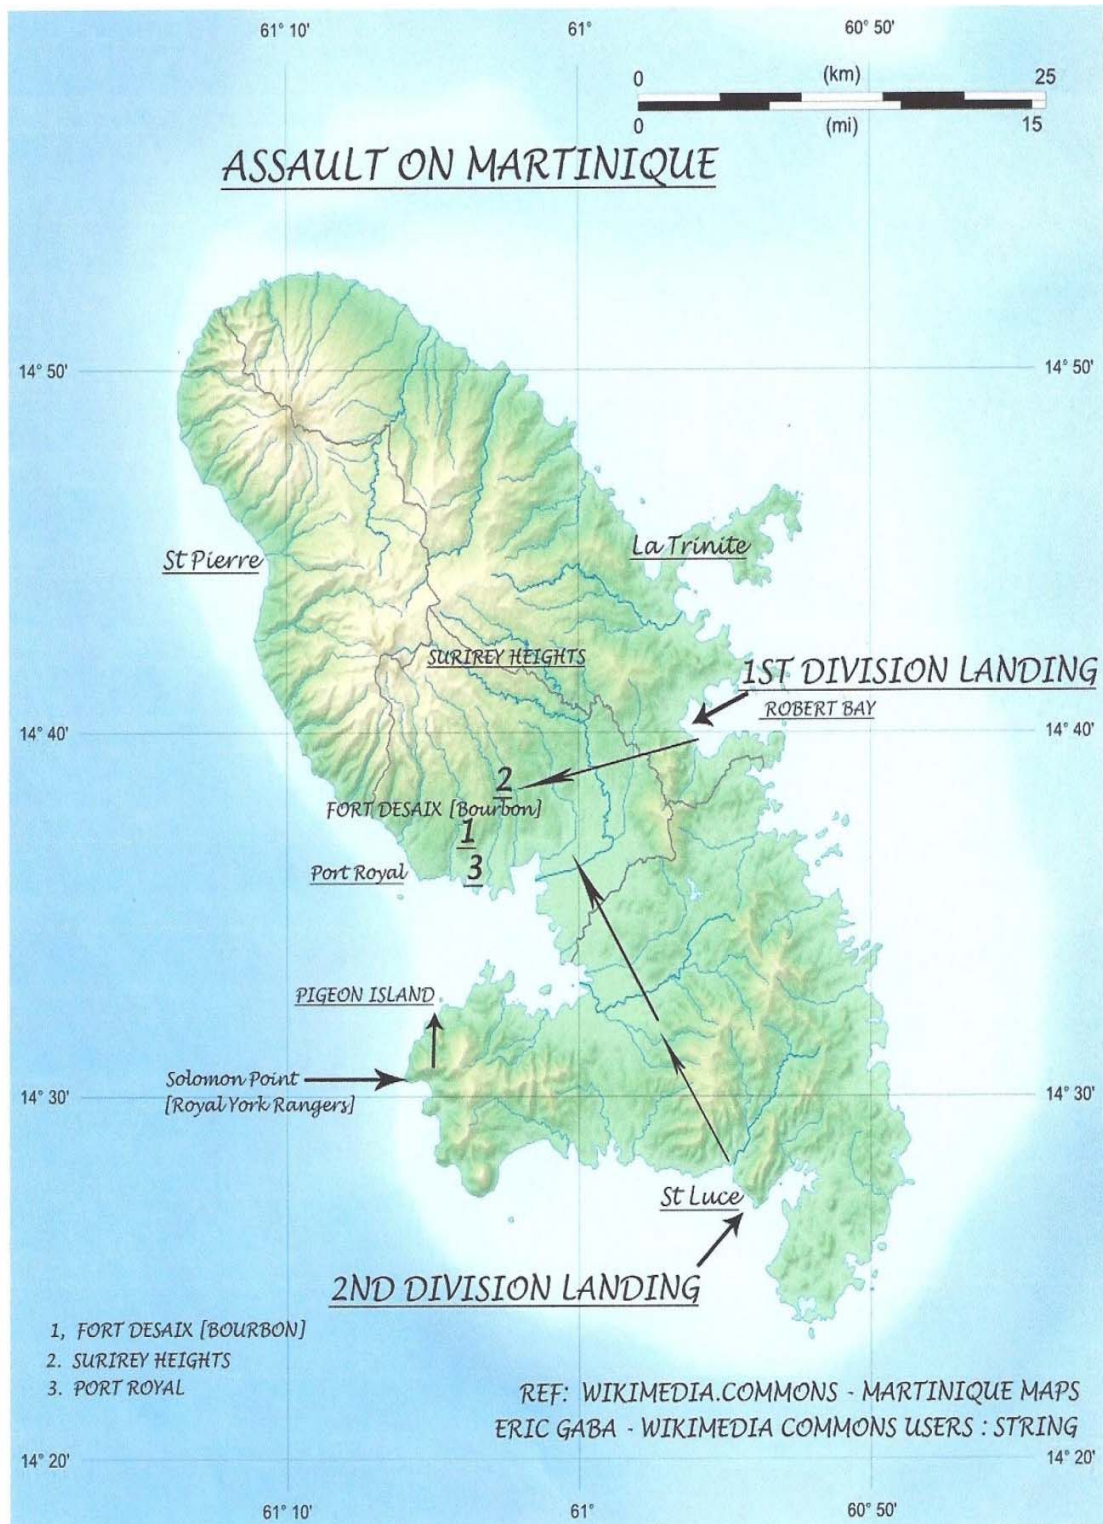 61° 10'
61°
60° 50'
0 (km) 25
0 (mi) 15
ASSAULT ON MARTINIQUE
14° 50'
14° 50'
St Pierre
La Trinite
SURIREY HEIGHTS
1ST DIVISION LANDING
ROBERT BAY
14° 40'
14° 40'
2
FORT DESAIX [Bourbon]
1
3
Port Royal
PIGEON ISLAND
Solomon Point
[Royal York Rangers]
14° 30'
14° 30'
St Luce
2ND DIVISION LANDING
1, FORT DESAIX [BOURBON]
2. SURIREY HEIGHTS
3. PORT ROYAL
REF: WIKIMEDIA.COMMONS - MARTINIQUE MAPS
ERIC GABA - WIKIMEDIA COMMONS USERS : STRING
14° 20'
14° 20'
61° 10'
61°
60° 50'